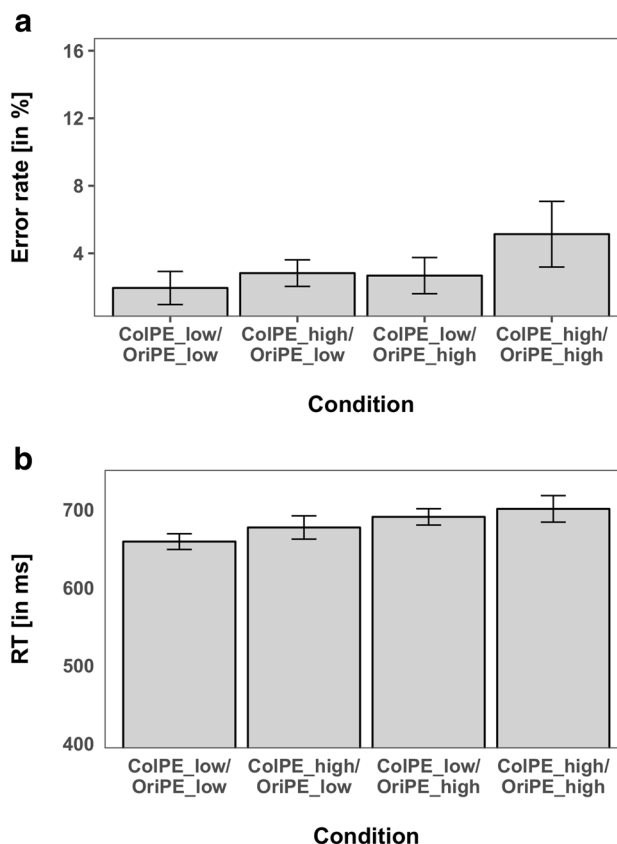 a
Error rate [in %]
16
12
8
4
ColPE_low/ ColPE_high/ ColPE_low/ ColPE_high/
OriPE_low OriPE_low OriPE_high OriPE_high
Condition
b
RT [in ms]
700
600
500
400
ColPE_low/ ColPE_high/ ColPE_low/ ColPE_high/
OriPE_low OriPE_low OriPE_high OriPE_high
Condition